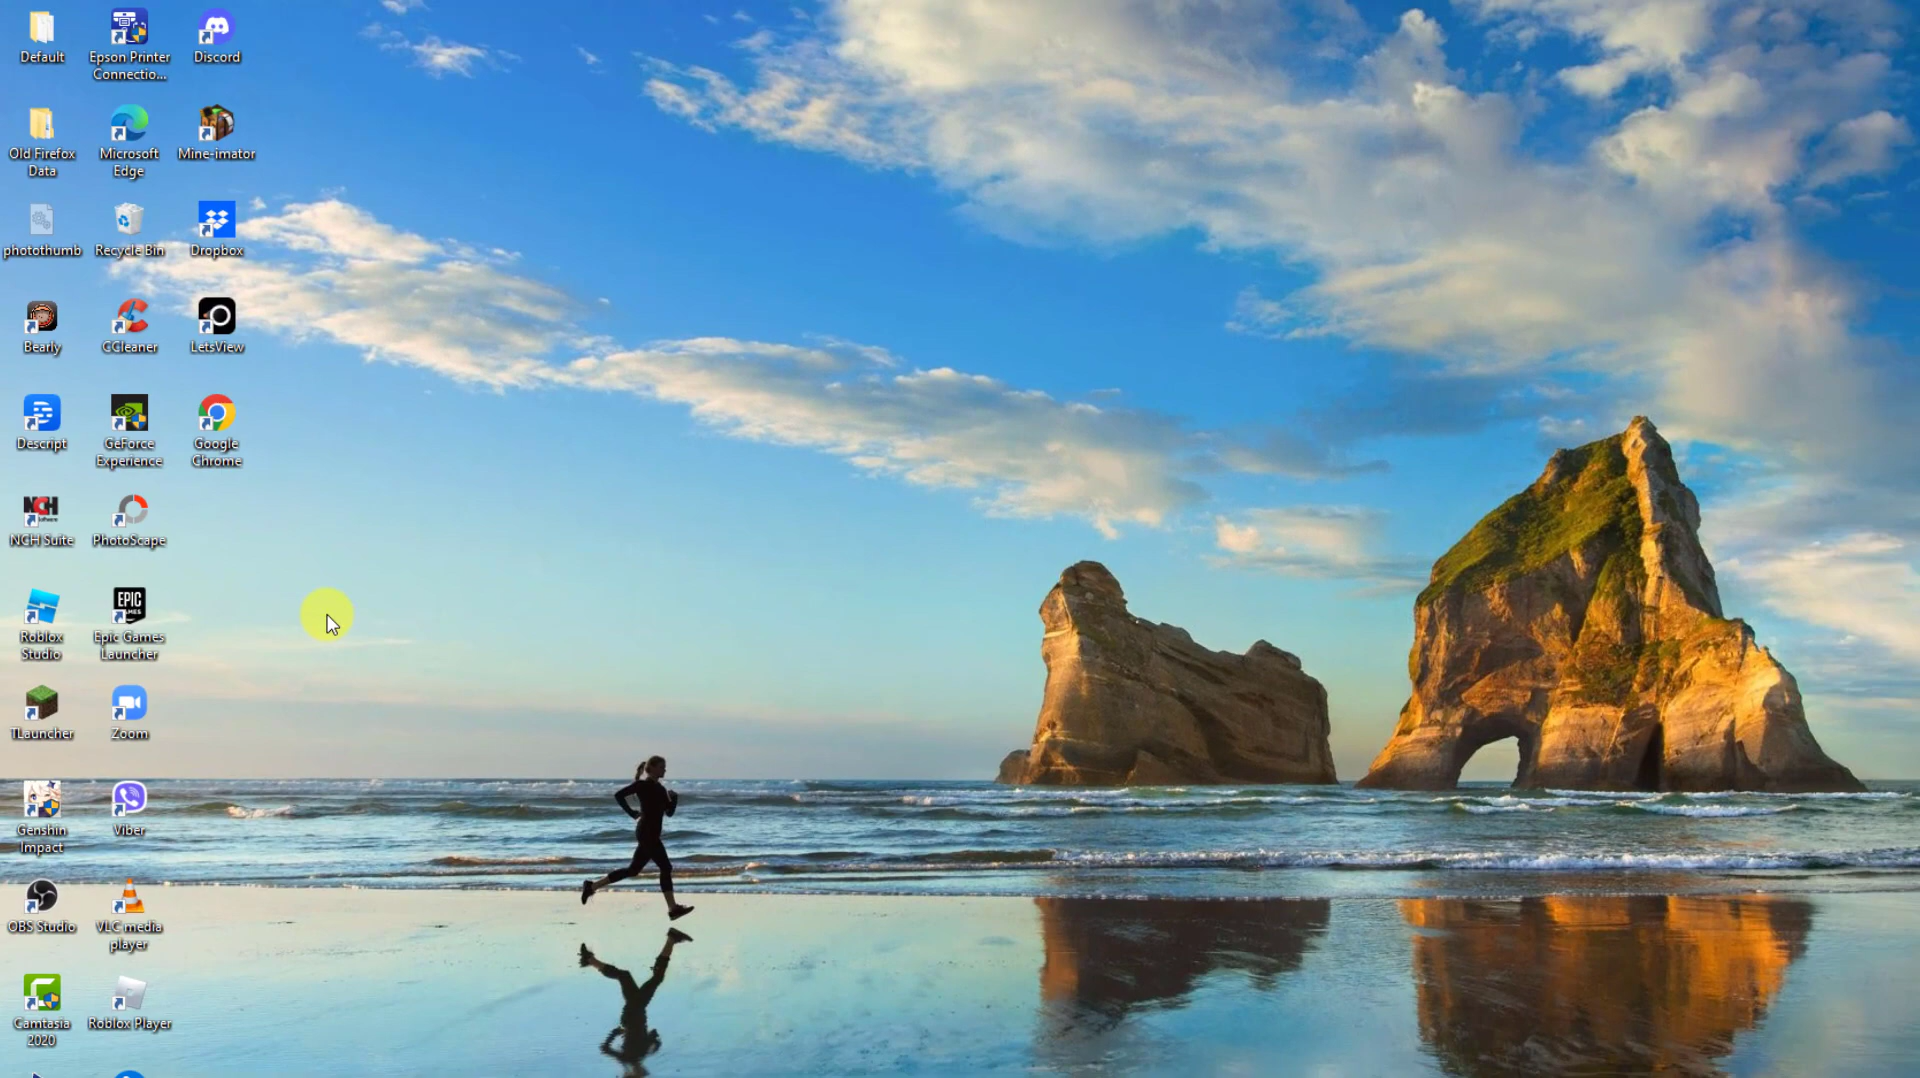 Default
Epson Printer
Connectio...
Discord
Old Firefox
Data
Microsoft
Edge
Mine-imator
photothumb
Recycle Bin
Dropbox
Bearly
CCleaner
LetsView
Descript
GeForce
Experience
Google
Chrome
NCH
NCH Suite
PhotoScape
Roblox
Studio
EPIC
Epic Games
Launcher
TLauncher
Zoom
Genshin
Impact
Viber
OBS Studio
VLC media
player
Camtasia
2020
Roblox Player